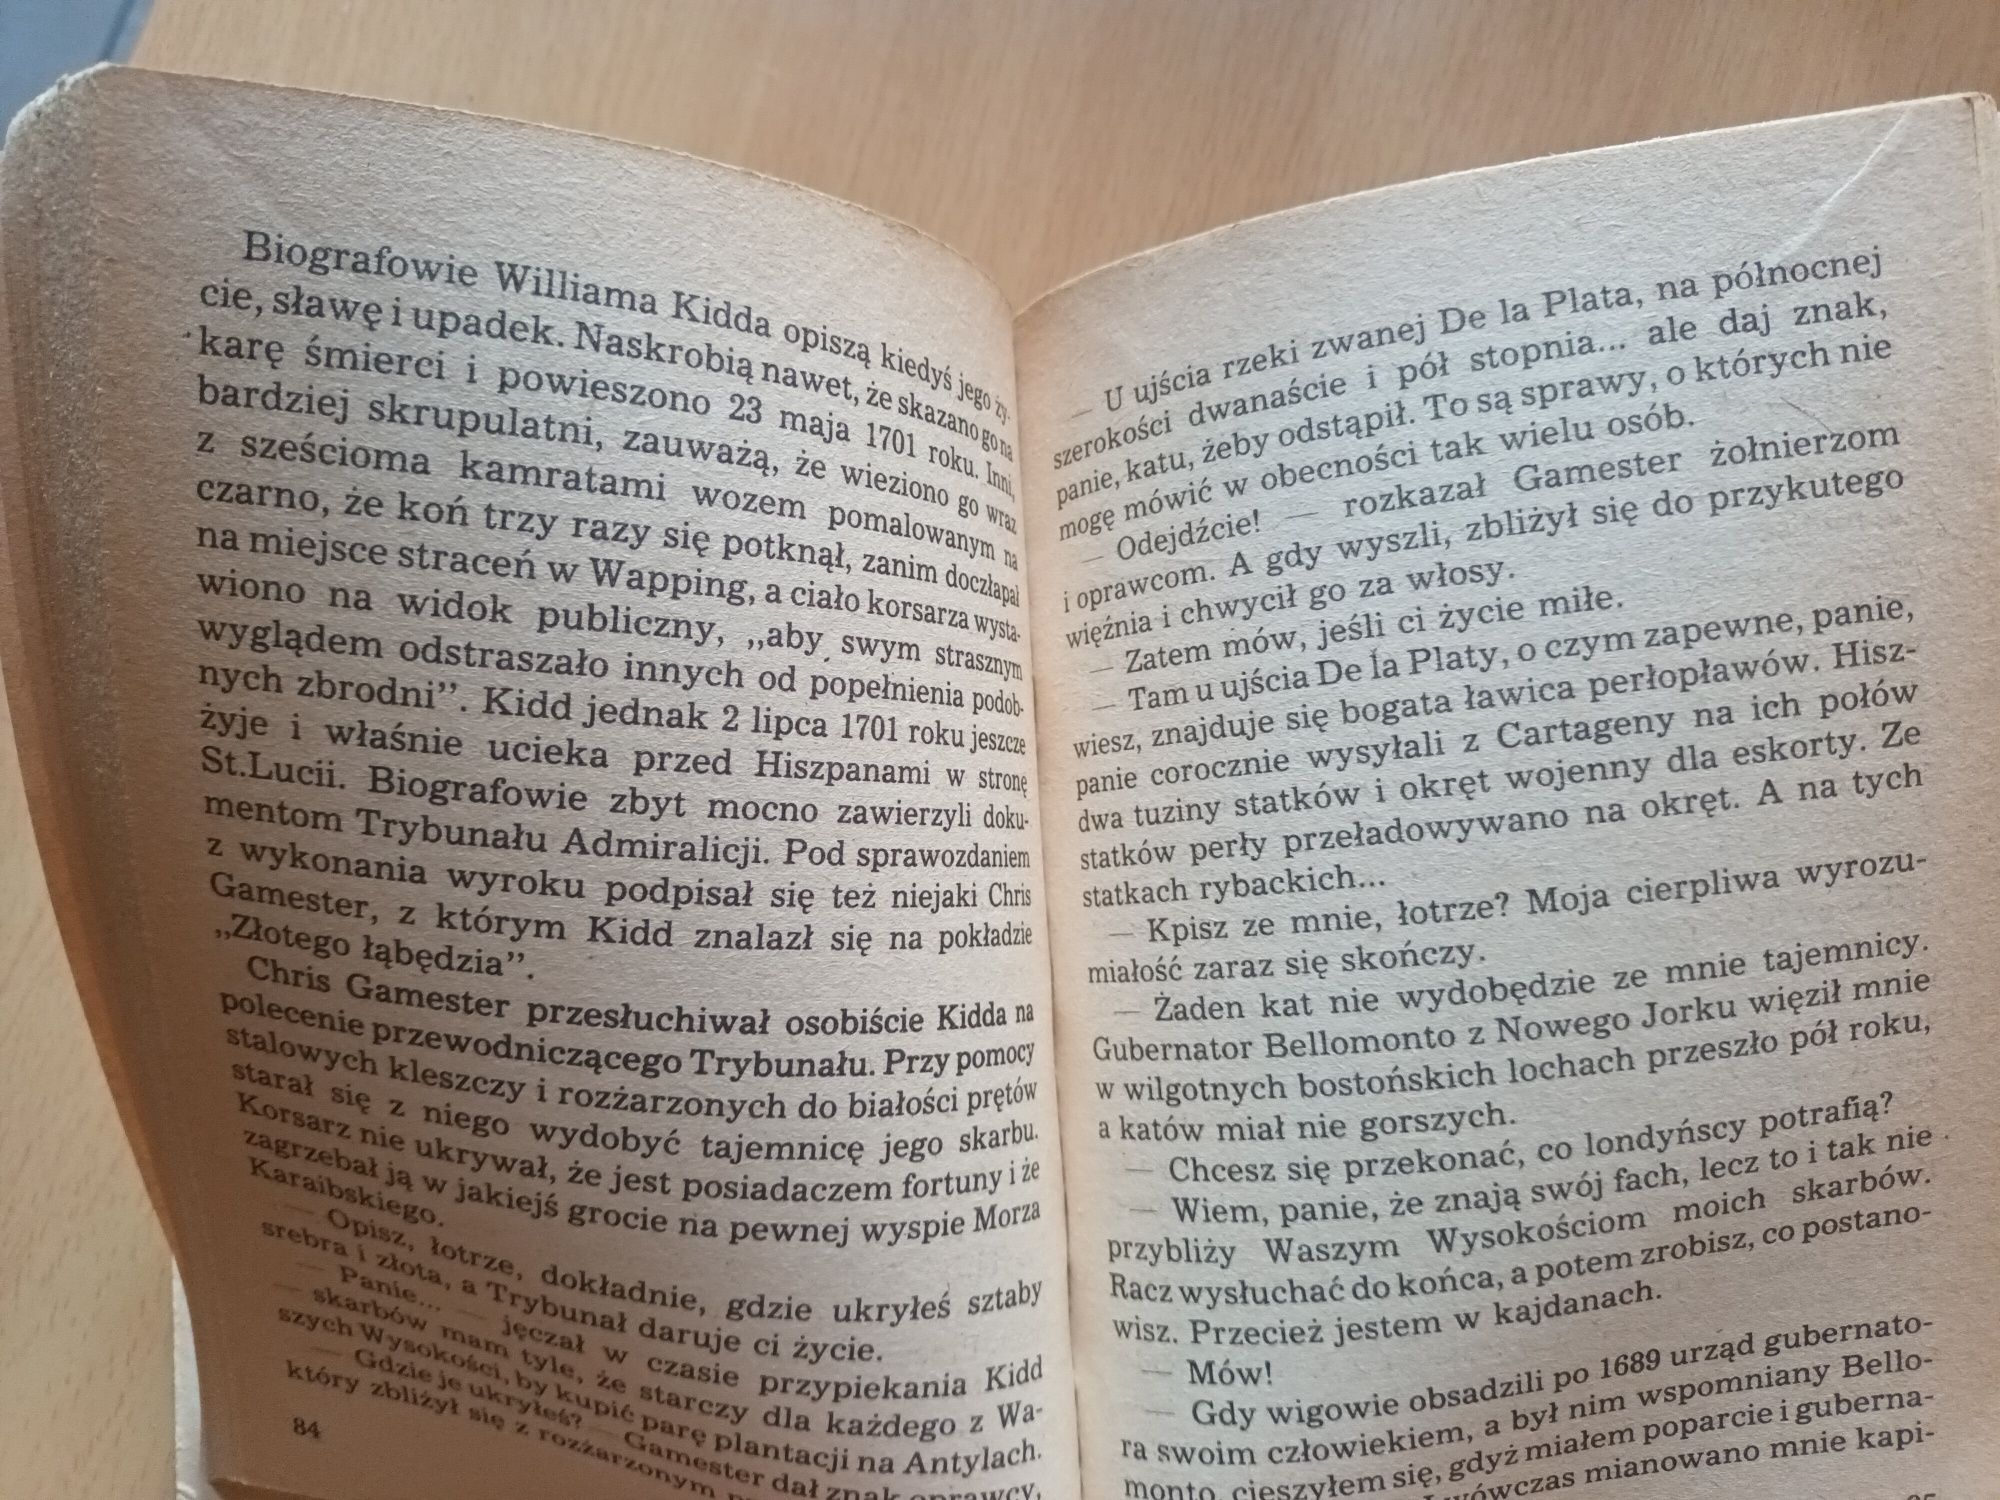 Biografowie Williama Kidda opiszą kiedyś jego ży-
cie, sławę i upadek. Naskrobią nawet, że skazano go na
karę śmierci i powieszono 23 maja 1701 roku. Inni,
bardziej skrupulatni, zauważą, że wieziono go wraz
z sześcioma kamratami wozem pomalowanym na
czarno, że koń trzy razy się potknął, zanim doczłapał
na miejsce straceń w Wapping, a ciało korsarza wysta-
wiono na widok publiczny, „aby swym strasznym
wyglądem odstraszało innych od popełnienia podob-
nych zbrodni”. Kidd jednak 2 lipca 1701 roku jeszcze
żyje i właśnie ucieka przed Hiszpanami w stronę
St.Lucii. Biografowie zbyt mocno zawierzyli doku-
mentom Trybunału Admiralicji. Pod sprawozdaniem
z wykonania wyroku podpisał się też niejaki Chris
Gamester, z którym Kidd znalazł się na pokładzie
„Złotego łąbędzia”.
Chris Gamester przesłuchiwał osobiście Kidda na
polecenie przewodniczącego Trybunału. Przy pomocy
stalowych kleszczy i rozżarzonych do białości prętów
starał się z niego wydobyć tajemnicę jego skarbu.
Korsarz nie ukrywał, że jest posiadaczem fortuny i że
zagrzebał ją w jakiejś grocie na pewnej wyspie Morza
Karaibskiego.
— Opisz, łotrze, dokładnie, gdzie ukryłeś sztaby
srebra i złota, a Trybunał daruje ci życie.
— Panie... — jęczał w czasie przypiekania Kidd
— skarbów mam tyle, że starczy dla każdego z Wa-
szych Wysokości, by kupić parę plantacji na Antylach.
— Gdzie je ukryłeś? — Gamester dał znak oprawcy,
który zbliżył się z rozżarzonym
84
— U ujścia rzeki zwanej De la Plata, na północnej
szerokości dwanaście i pół stopnia... ale daj znak,
panie, katu, żeby odstąpił. To są sprawy, o których nie
mogę mówić w obecności tak wielu osób.
— Odejdźcie! — rozkazał Gamester żołnierzom
i oprawcom. A gdy wyszli, zbliżył się do przykutego
więźnia i chwycił go za włosy.
— Zatem mów, jeśli ci życie miłe.
— Tam u ujścia De la Platy, o czym zapewne, panie,
wiesz, znajduje się bogata ławica perłopławów. Hisz-
panie corocznie wysyłali z Cartageny na ich połów
dwa tuziny statków i okręt wojenny dla eskorty. Ze
statków perły przeładowywano na okręt. A na tych
statkach rybackich...
— Kpisz ze mnie, łotrze? Moja cierpliwa wyrozu-
miałość zaraz się skończy.
— Żaden kat nie wydobędzie ze mnie tajemnicy.
Gubernator Bellomonto z Nowego Jorku więził mnie
w wilgotnych bostońskich lochach przeszło pół roku,
a katów miał nie gorszych.
— Chcesz się przekonać, co londyńscy potrafią?
— Wiem, panie, że znają swój fach, lecz to i tak nie
przybliży Waszym Wysokościom moich skarbów.
Racz wysłuchać do końca, a potem zrobisz, co postano-
wisz. Przecież jestem w kajdanach.
— Mów!
— Gdy wigowie obsadzili po 1689 urząd gubernato-
ra swoim człowiekiem, a był nim wspomniany Bello-
monto, cieszyłem się, gdyż miałem poparcie i guberna-
mianowano mnie kapi-